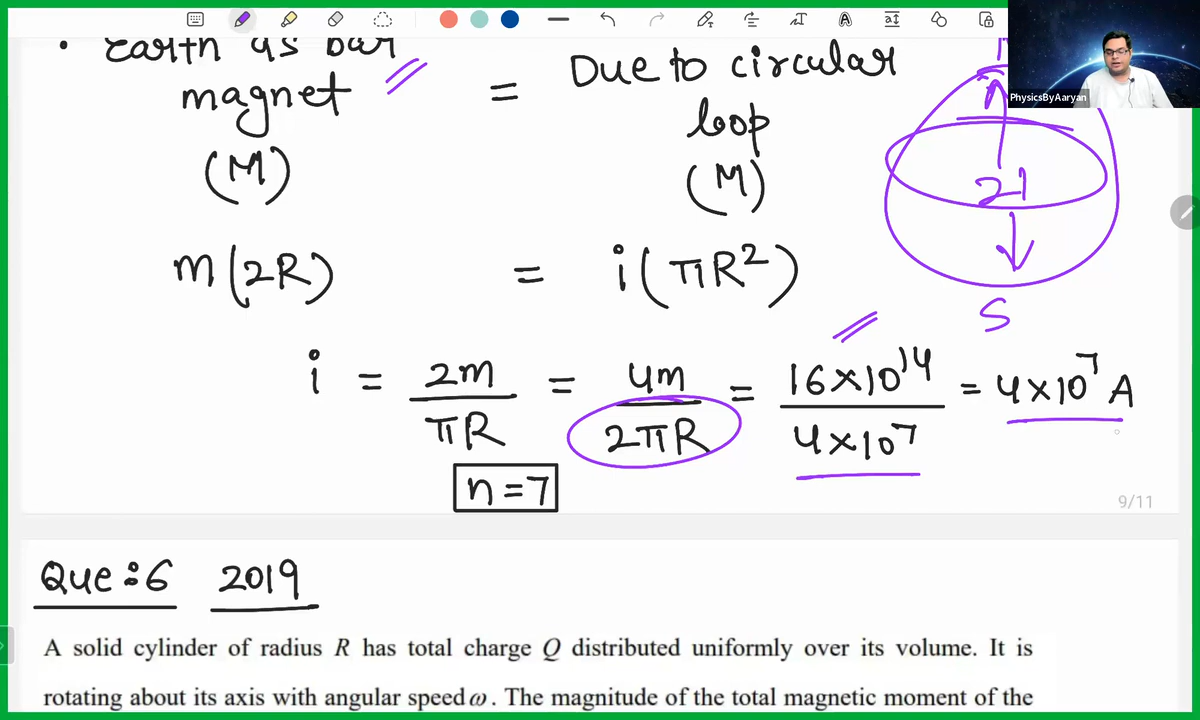 • Earth as bar
magnet = Due to circular
loop
(M) (M)
N
21
S
m(2R) = i(πR²)
i = 2m/πR = 4m/2πR = 16×10¹⁴/4×10⁷ = 4×10⁷ A
n=7
9/11
Que:6 2019
A solid cylinder of radius R has total charge Q distributed uniformly over its volume. It is
rotating about its axis with angular speed ω. The magnitude of the total magnetic moment of the
PhysicsByAaryan